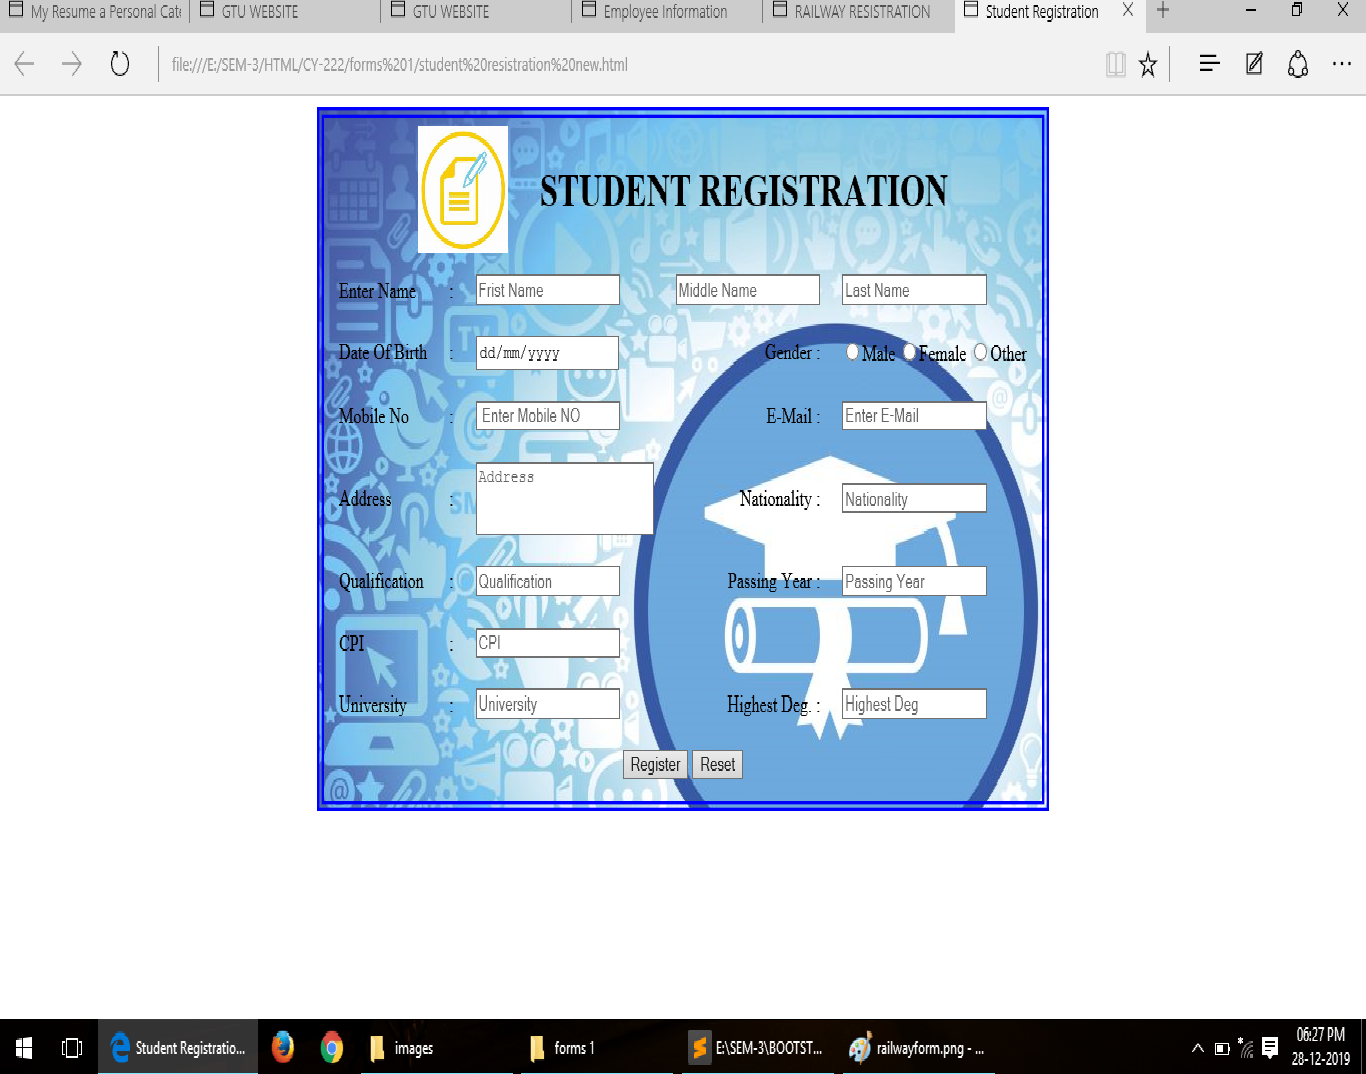 My Resume a Personal Cat GTU WEBSITE GTU WEBSITE Employee Information RAILWAY RESISTRATION Student Registration
file:///E:/SEM-3/HTML/CY-222/forms%201/student%20resistration%20new.html
STUDENT REGISTRATION
Enter Name : Frist Name Middle Name Last Name
Date Of Birth : dd/mm/yyyy Gender : Male Female Other
Mobile No : Enter Mobile NO E-Mail : Enter E-Mail
Address : Address Nationality : Nationality
Qualification : Qualification Passing Year : Passing Year
CPI : CPI
University : University Highest Deg. : Highest Deg
Register Reset
TV
@
SM
@
Student Registratio... images forms 1 E:\SEM-3\BOOTST... railwayform.png - ...
06:27 PM
28-12-2019